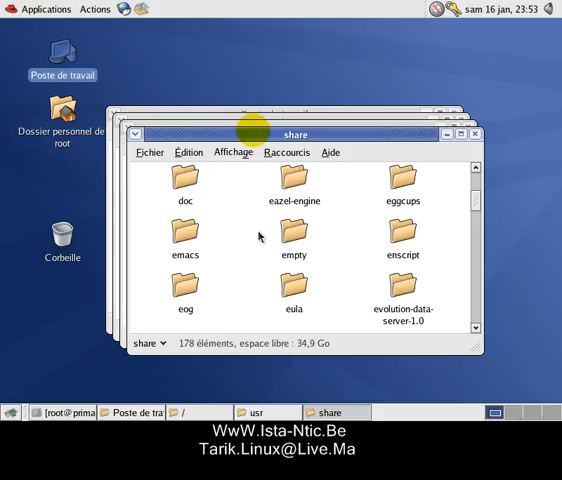 Applications Actions
sam 16 jan, 23:53
Poste de travail
Dossier personnel de
root
Corbeille
share
Fichier Édition Affichage Raccourcis Aide
doc eazel-engine eggcups
emacs empty enscript
eog eula evolution-data-
server-1.0
share 178 éléments, espace libre : 34,9 Go
[root@prima Poste de tra / usr share
WwW.Ista-Ntic.Be
Tarik.Linux@Live.Ma